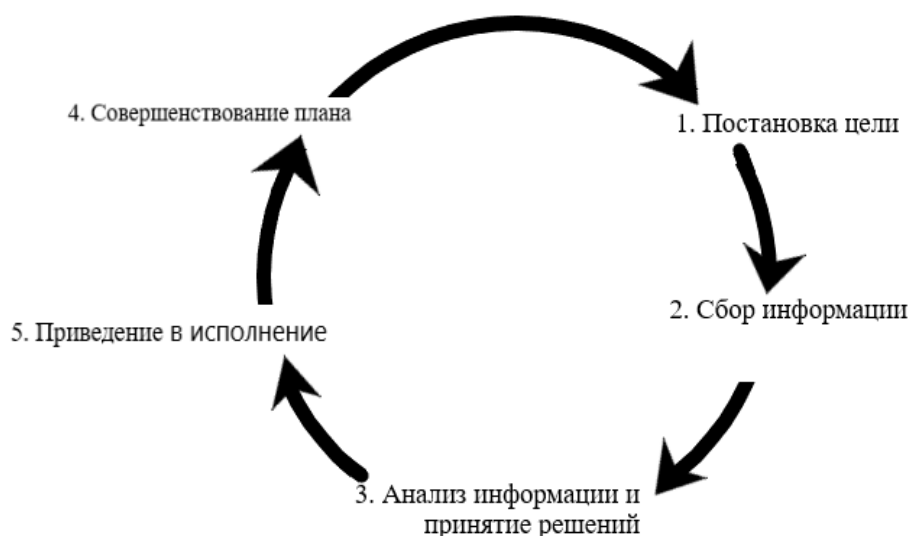 4. Совершенствование плана
1. Постановка цели
2. Сбор информации
5. Приведение в исполнение
3. Анализ информации и
принятие решений